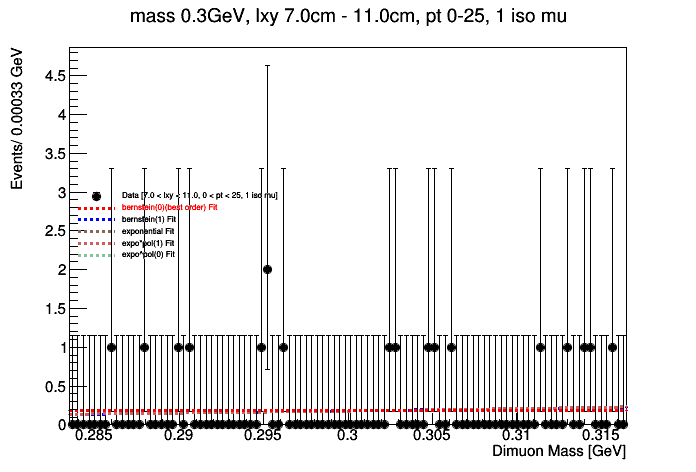 mass 0.3GeV, lxy 7.0cm - 11.0cm, pt 0-25, 1 iso mu
Events/ 0.00033 GeV
4.5
4
3.5
3
2.5
2
1.5
1
0.5
0
Data [7.0 < lxy < 11.0, 0 < pt < 25, 1 iso mu]
bernstein(0)(best order) Fit
bernstein(1) Fit
exponential Fit
expo*pol(1) Fit
expo*pol(0) Fit
0.285 0.29 0.295 0.3 0.305 0.31 0.315
Dimuon Mass [GeV]